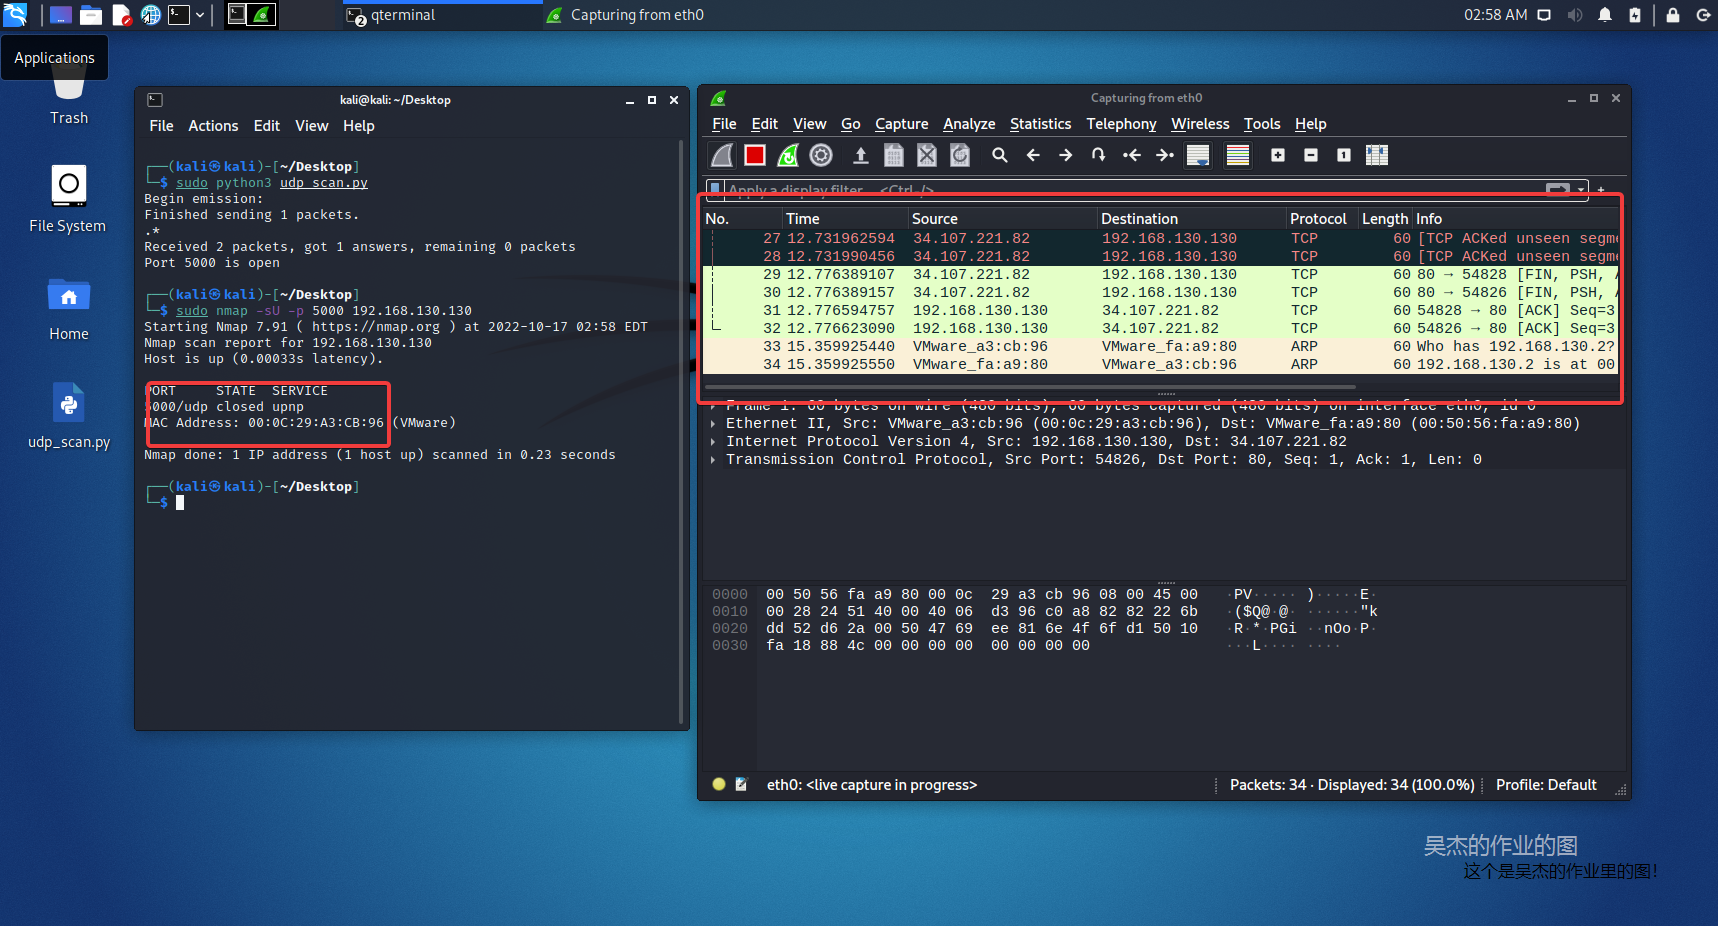 qterminal
Capturing from eth0
02:58 AM
Applications
Trash
File System
Home
udp_scan.py
kali@kali: ~/Desktop
File Actions Edit View Help
┌──(kali㉿kali)-[~/Desktop]
└─$ sudo python3 udp_scan.py
Begin emission:
Finished sending 1 packets.
.*
Received 2 packets, got 1 answers, remaining 0 packets
Port 5000 is open
┌──(kali㉿kali)-[~/Desktop]
└─$ sudo nmap -sU -p 5000 192.168.130.130
Starting Nmap 7.91 ( https://nmap.org ) at 2022-10-17 02:58 EDT
Nmap scan report for 192.168.130.130
Host is up (0.00033s latency).
PORT STATE SERVICE
5000/udp closed upnp
MAC Address: 00:0C:29:A3:CB:96 (VMware)
Nmap done: 1 IP address (1 host up) scanned in 0.23 seconds
┌──(kali㉿kali)-[~/Desktop]
└─$
Capturing from eth0
File Edit View Go Capture Analyze Statistics Telephony Wireless Tools Help
Apply a display filter ... <Ctrl-/>
No. Time Source Destination Protocol Length Info
27 12.731962594 34.107.221.82 192.168.130.130 TCP 60 [TCP ACKed unseen segme
28 12.731990456 34.107.221.82 192.168.130.130 TCP 60 [TCP ACKed unseen segme
29 12.776389107 34.107.221.82 192.168.130.130 TCP 60 80 → 54828 [FIN, PSH, A
30 12.776389157 34.107.221.82 192.168.130.130 TCP 60 80 → 54826 [FIN, PSH, A
31 12.776594757 192.168.130.130 34.107.221.82 TCP 60 54828 → 80 [ACK] Seq=3
32 12.776623090 192.168.130.130 34.107.221.82 TCP 60 54826 → 80 [ACK] Seq=3
33 15.359925440 VMware_a3:cb:96 VMware_fa:a9:80 ARP 60 Who has 192.168.130.2?
34 15.359925550 VMware_fa:a9:80 VMware_a3:cb:96 ARP 60 192.168.130.2 is at 00
Frame 1: 60 bytes on wire (480 bits), 60 bytes captured (480 bits) on interface eth0, id 0
Ethernet II, Src: VMware_a3:cb:96 (00:0c:29:a3:cb:96), Dst: VMware_fa:a9:80 (00:50:56:fa:a9:80)
Internet Protocol Version 4, Src: 192.168.130.130, Dst: 34.107.221.82
Transmission Control Protocol, Src Port: 54826, Dst Port: 80, Seq: 1, Ack: 1, Len: 0
0000 00 50 56 fa a9 80 00 0c 29 a3 cb 96 08 00 45 00 ·PV····· )·····E·
0010 00 28 24 51 40 00 40 06 d3 96 c0 a8 82 82 22 6b ·($Q@·@· ······"k
0020 dd 52 d6 2a 00 50 47 69 ee 81 6e 4f 6f d1 50 10 ·R·*·PGi ··nOo·P·
0030 fa 18 88 4c 00 00 00 00 00 00 00 00 ···L···· ····
eth0: <live capture in progress>
Packets: 34 · Displayed: 34 (100.0%)
Profile: Default
吴杰的作业的图
这个是吴杰的作业里的图！